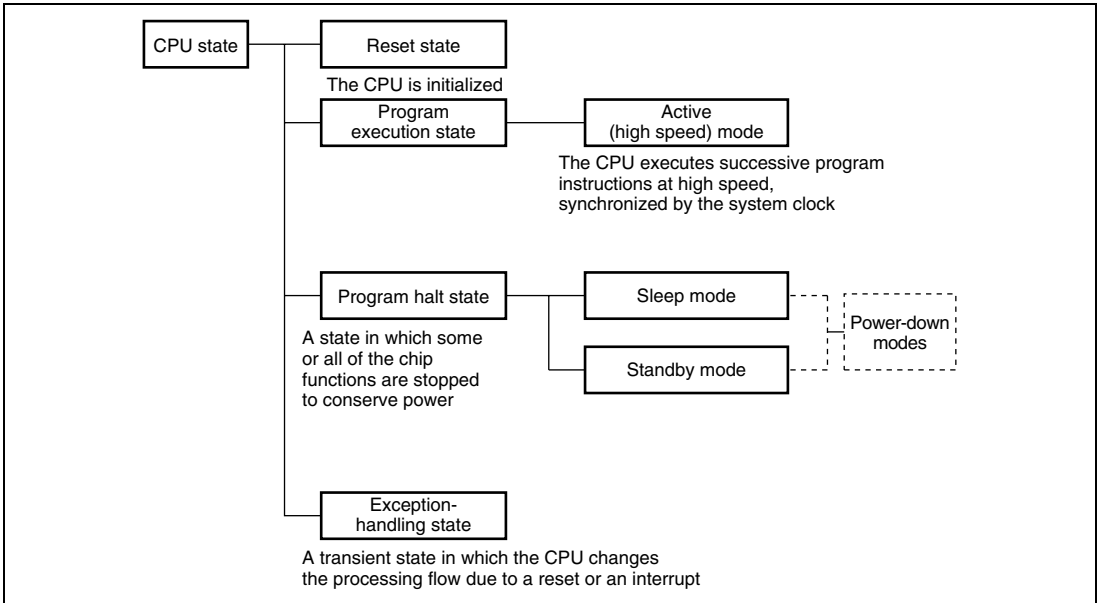 CPU state
Reset state
The CPU is initialized
Program
execution state
Active
(high speed) mode
The CPU executes successive program
instructions at high speed,
synchronized by the system clock
Program halt state
Sleep mode
Power-down
modes
A state in which some
or all of the chip
functions are stopped
to conserve power
Standby mode
Exception-
handling state
A transient state in which the CPU changes
the processing flow due to a reset or an interrupt